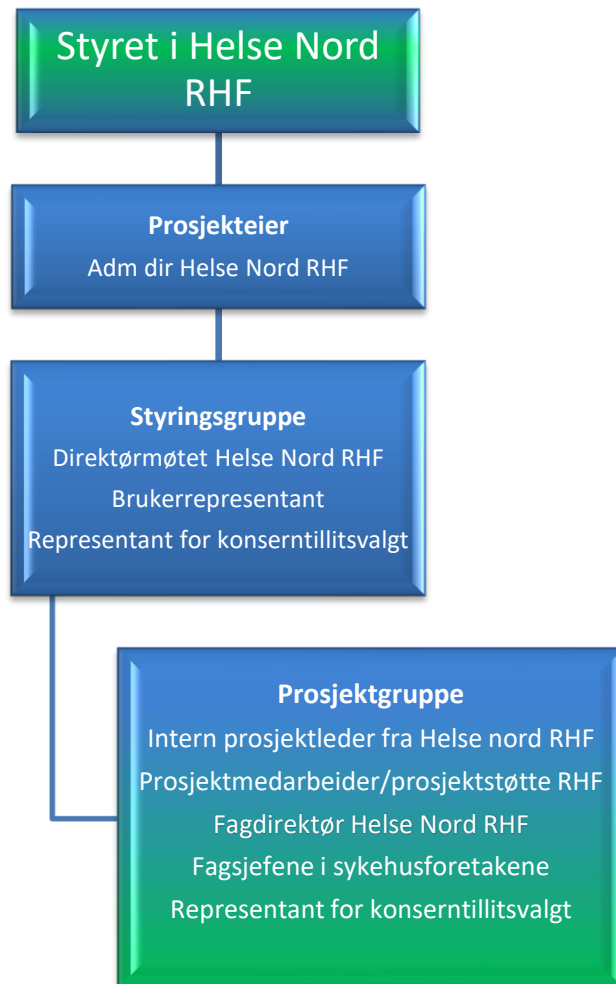 Styret i Helse Nord
RHF
Prosjekteier
Adm dir Helse Nord RHF
Styringsgruppe
Direktørmøtet Helse Nord RHF
Brukerrepresentant
Representant for konserntillitsvalgt
Prosjektgruppe
Intern prosjektleder fra Helse nord RHF
Prosjektmedarbeider/prosjektstøtte RHF
Fagdirektør Helse Nord RHF
Fagsjefene i sykehusforetakene
Representant for konserntillitsvalgt